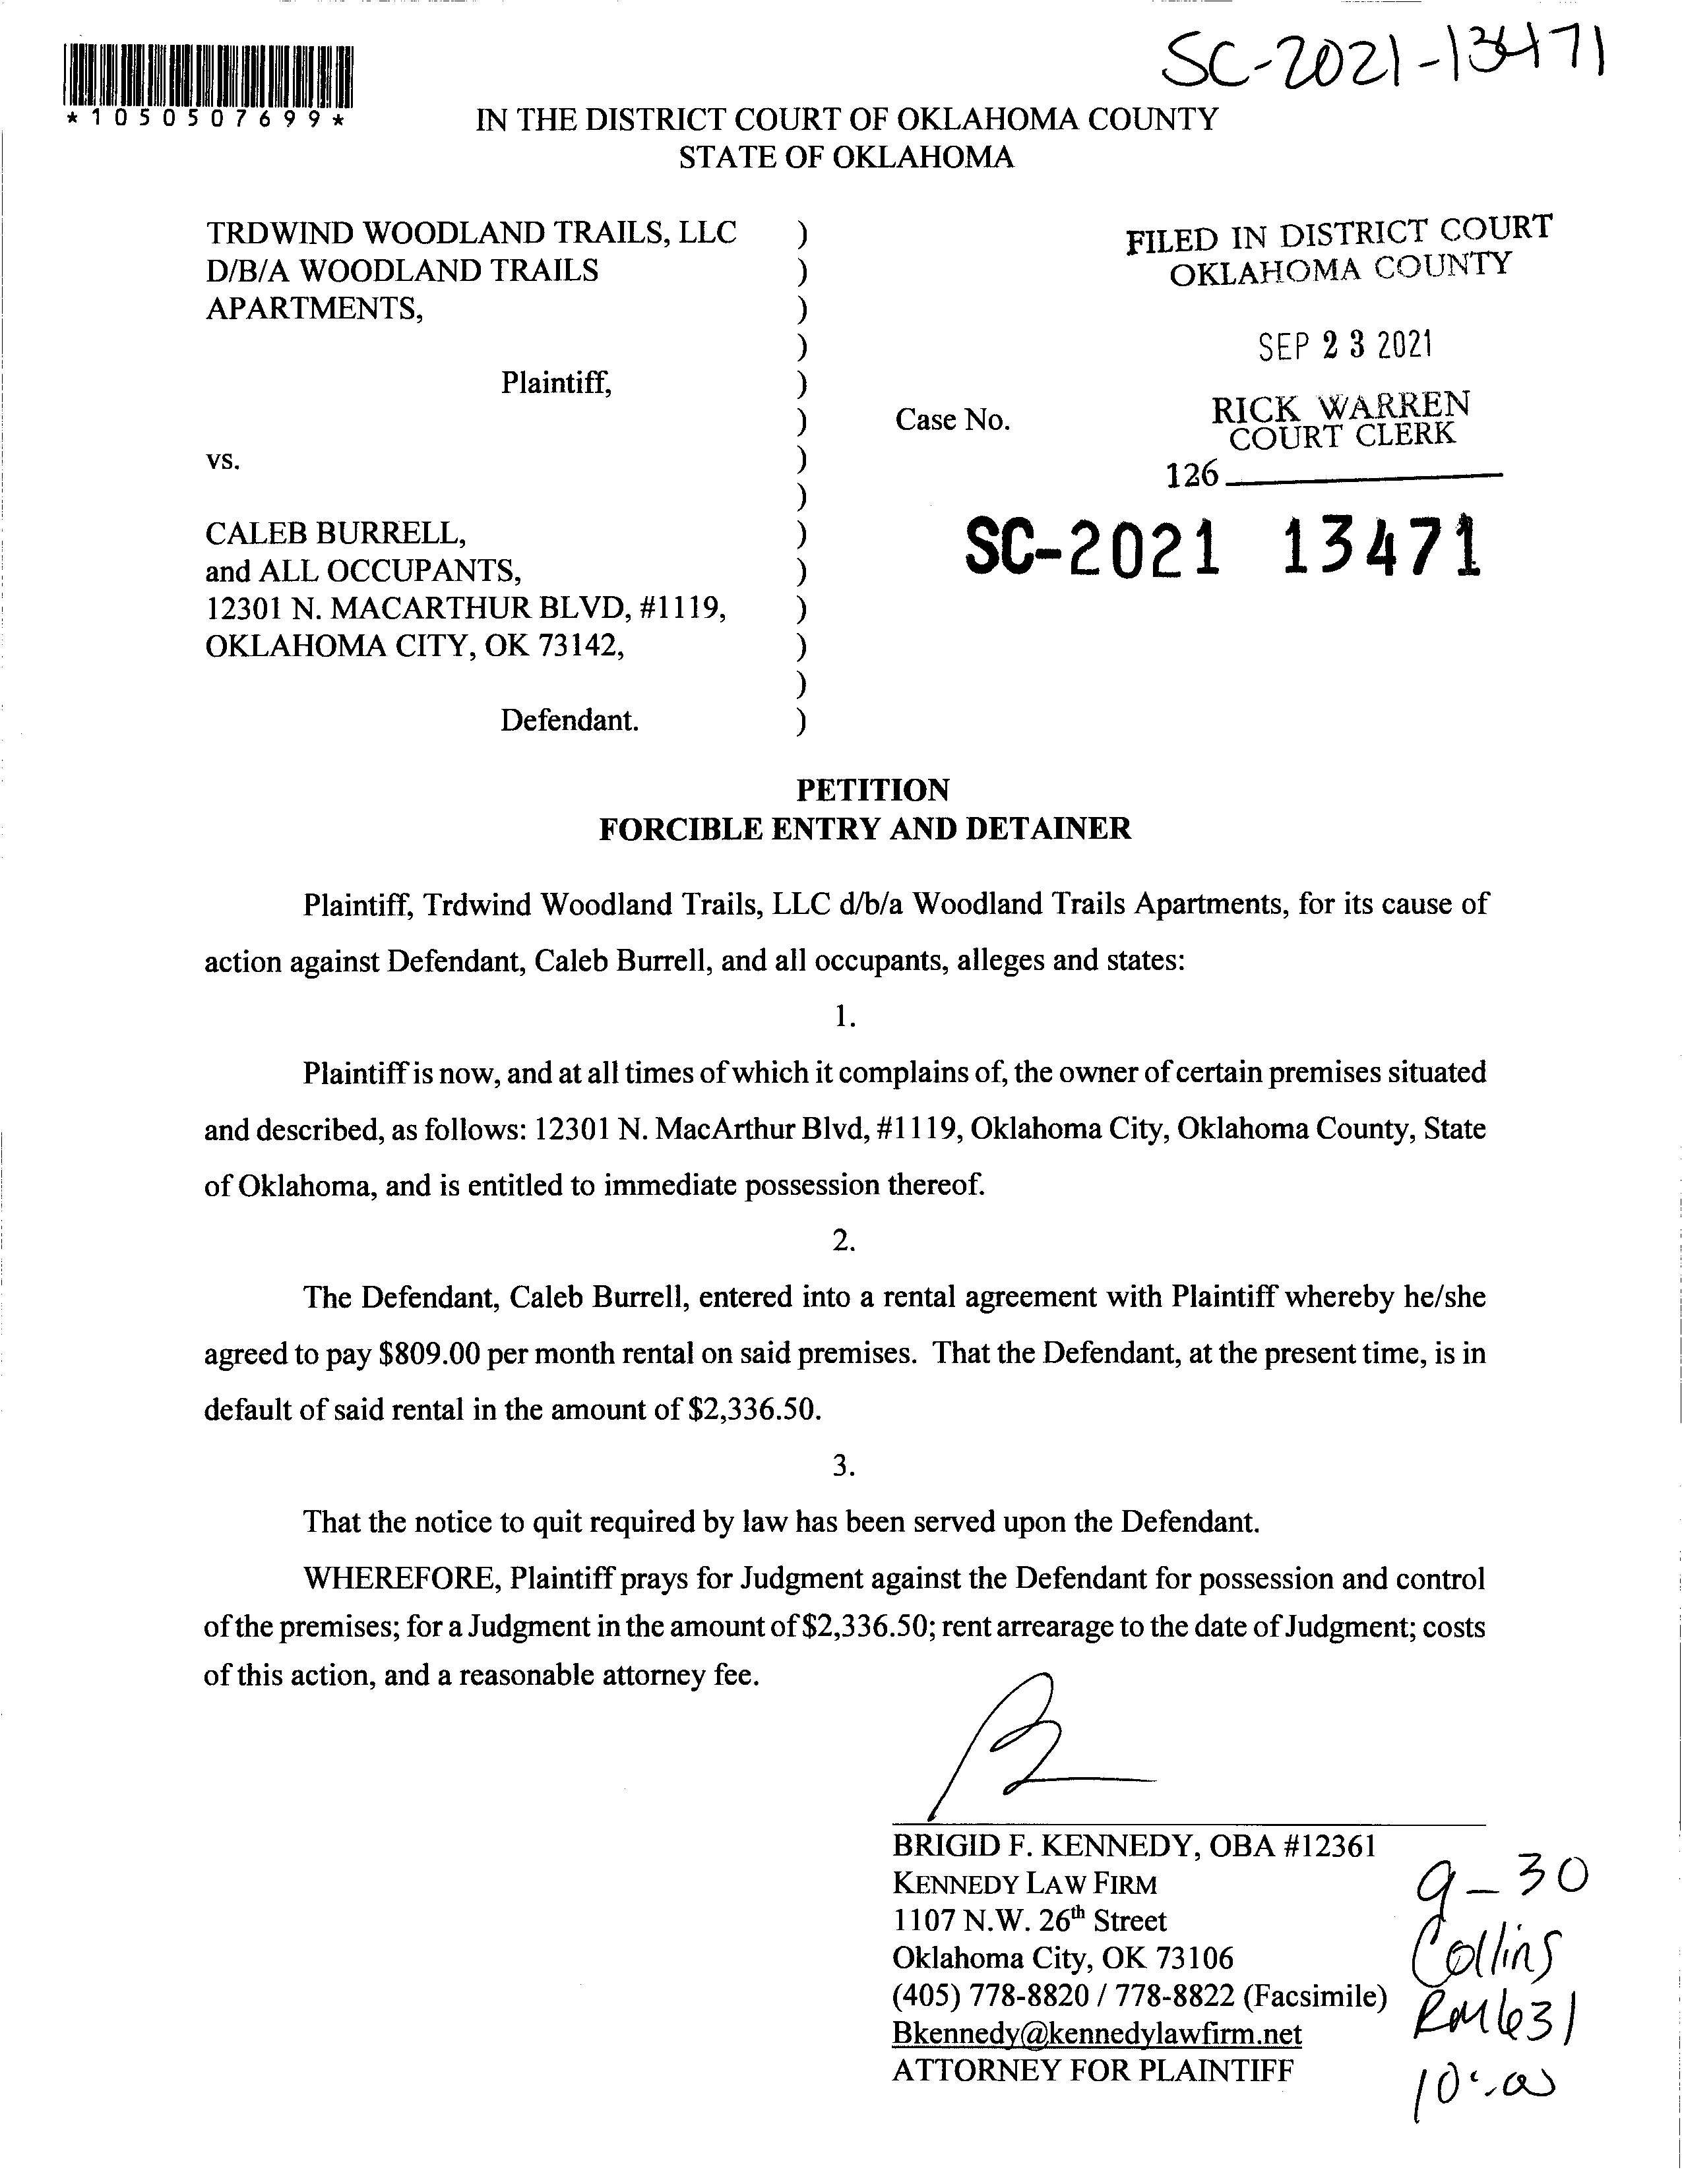 SC-2021-13471
*1050507699*
IN THE DISTRICT COURT OF OKLAHOMA COUNTY
STATE OF OKLAHOMA
TRDWIND WOODLAND TRAILS, LLC )
D/B/A WOODLAND TRAILS )
APARTMENTS, )
)
Plaintiff, )
) Case No.
vs. )
)
CALEB BURRELL, )
and ALL OCCUPANTS, )
12301 N. MACARTHUR BLVD, #1119, )
OKLAHOMA CITY, OK 73142, )
)
Defendant. )
FILED IN DISTRICT COURT
OKLAHOMA COUNTY
SEP 23 2021
RICK WARREN
COURT CLERK
126
SC-2021 13471
PETITION
FORCIBLE ENTRY AND DETAINER
Plaintiff, Trdwind Woodland Trails, LLC d/b/a Woodland Trails Apartments, for its cause of
action against Defendant, Caleb Burrell, and all occupants, alleges and states:
1.
Plaintiff is now, and at all times of which it complains of, the owner of certain premises situated
and described, as follows: 12301 N. MacArthur Blvd, #1119, Oklahoma City, Oklahoma County, State
of Oklahoma, and is entitled to immediate possession thereof.
2.
The Defendant, Caleb Burrell, entered into a rental agreement with Plaintiff whereby he/she
agreed to pay $809.00 per month rental on said premises. That the Defendant, at the present time, is in
default of said rental in the amount of $2,336.50.
3.
That the notice to quit required by law has been served upon the Defendant.
WHEREFORE, Plaintiff prays for Judgment against the Defendant for possession and control
of the premises; for a Judgment in the amount of $2,336.50; rent arrearage to the date of Judgment; costs
of this action, and a reasonable attorney fee.
BRIGID F. KENNEDY, OBA #12361
KENNEDY LAW FIRM
1107 N.W. 26th Street
Oklahoma City, OK 73106
(405) 778-8820 / 778-8822 (Facsimile)
Bkennedy@kennedylawfirm.net
ATTORNEY FOR PLAINTIFF
9-30
Collins
RM 631
10:00